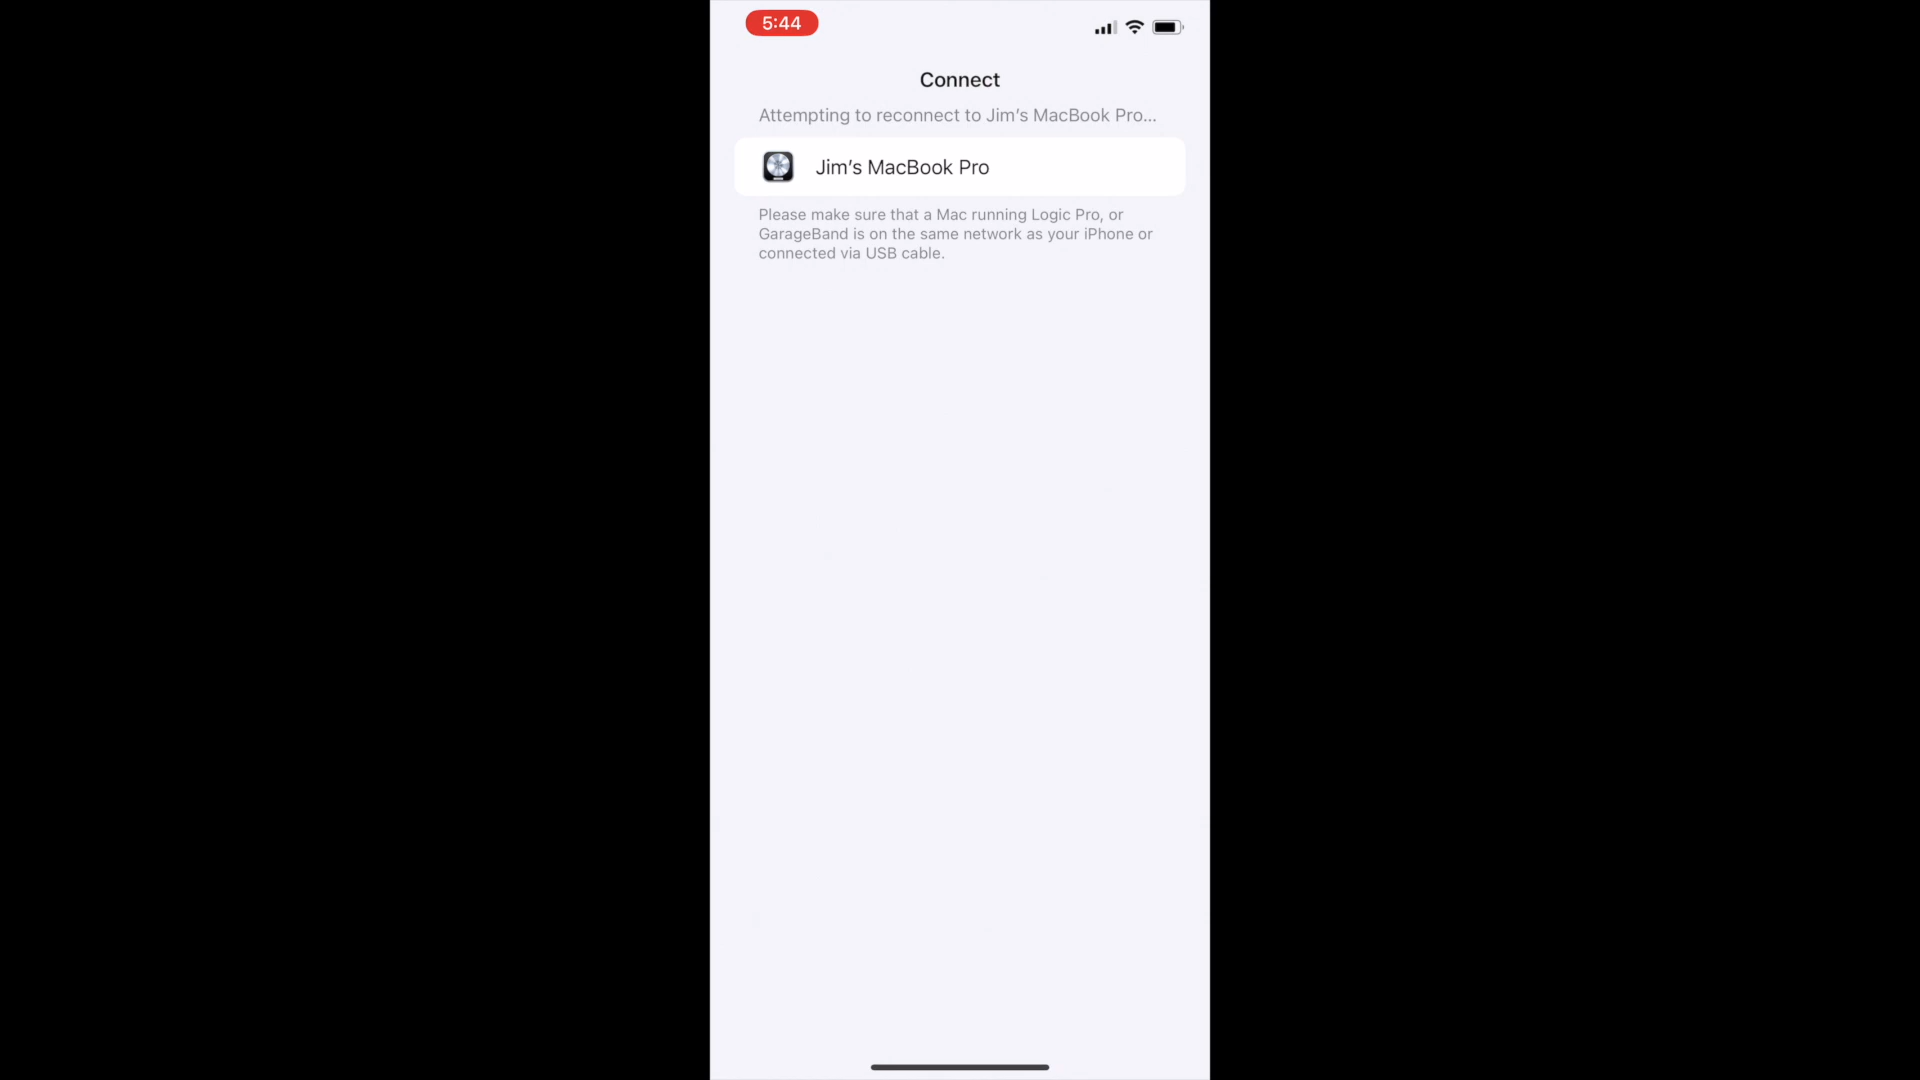 5:44
Connect
Attempting to reconnect to Jim’s MacBook Pro...
Jim’s MacBook Pro
Please make sure that a Mac running Logic Pro, or
GarageBand is on the same network as your iPhone or
connected via USB cable.